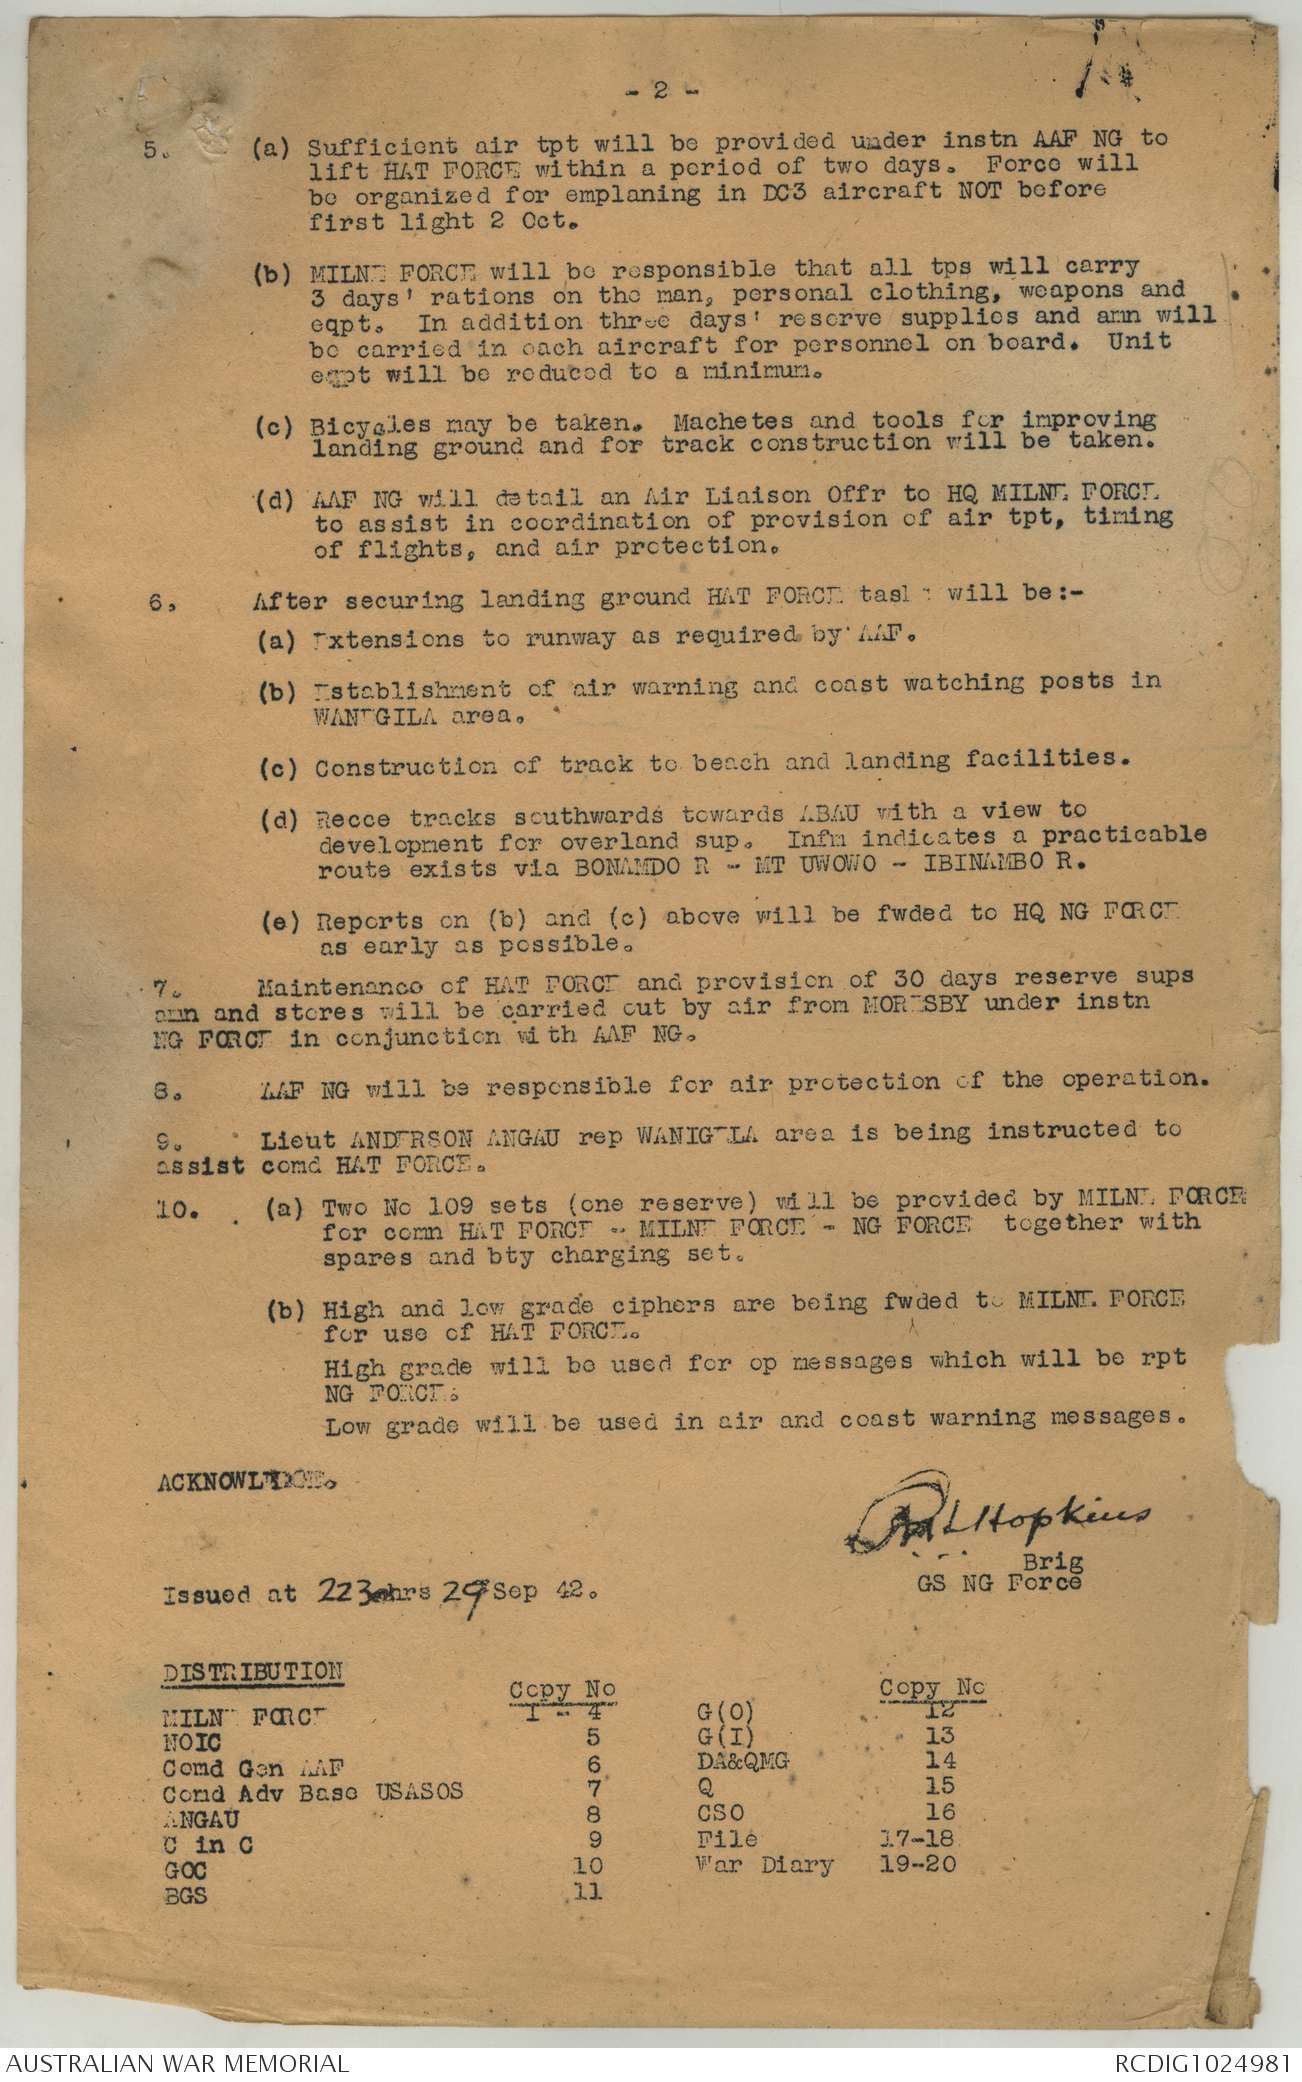 - 2 -
5. (a) Sufficient air tpt will be provided under instn AAF NG to
lift HAT FORCE within a period of two days. Force will
be organized for emplaning in DC3 aircraft NOT before
first light 2 Oct.
(b) MILNE FORCE will be responsible that all tps will carry
3 days' rations on the man, personal clothing, weapons and
eqpt. In addition three days' reserve supplies and amn will
be carried in each aircraft for personnel on board. Unit
eqpt will be reduced to a minimum.
(c) Bicycles may be taken. Machetes and tools for improving
landing ground and for track construction will be taken.
(d) AAF NG will detail an Air Liaison Offr to HQ MILNE FORCE
to assist in coordination of provision of air tpt, timing
of flights, and air protection.
6. After securing landing ground HAT FORCE tasks will be:-
(a) Extensions to runway as required by AAF.
(b) Establishment of air warning and coast watching posts in
WANEGILA area.
(c) Construction of track to beach and landing facilities.
(d) Recce tracks southwards towards ABAU with a view to
development for overland sup. Infm indicates a practicable
route exists via BONAMDO R - MT UWOWO - IBINAMBO R.
(e) Reports on (b) and (c) above will be fwded to HQ NG FORCE
as early as possible.
7. Maintenance of HAT FORCE and provision of 30 days reserve sups
amn and stores will be carried out by air from MORESBY under instn
NG FORCE in conjunction with AAF NG.
8. AAF NG will be responsible for air protection of the operation.
9. Lieut ANDERSON ANGAU rep WANIGELA area is being instructed to
assist comd HAT FORCE.
10. (a) Two No 109 sets (one reserve) will be provided by MILNE FORCE
for comn HAT FORCE - MILNE FORCE - NG FORCE together with
spares and bty charging set.
(b) High and low grade ciphers are being fwded to MILNE FORCE
for use of HAT FORCE.
High grade will be used for op messages which will be rpt
NG FORCE.
Low grade will be used in air and coast warning messages.
ACKNOWLEDGE.
Hopkins
Brig
GS NG Force
Issued at 2230hrs 29 Sep 42.
DISTRIBUTION
Copy No Copy No
MILNE FORCE 1 - 4 G(O) 12
NOIC 5 G(I) 13
Comd Gen AAF 6 DA&QMG 14
Comd Adv Base USASOS 7 Q 15
ANGAU 8 CSO 16
C in C 9 File 17-18
GOC 10 War Diary 19-20
BGS 11
AUSTRALIAN WAR MEMORIAL RCDIG1024981